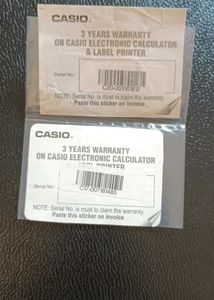 CASIO®
3 YEARS WARRANTY
ON CASIO ELECTRONIC CALCULATOR
& LABEL PRINTER
Serial No.:
NOTE: Serial No. is must to claim the warranty.
Paste this sticker on invoice
CASIO®
3 YEARS WARRANTY
ON CASIO ELECTRONIC CALCULATOR
& LABEL PRINTER
Serial No.:
NOTE: Serial No. is must to claim the warranty.
Paste this sticker on invoice